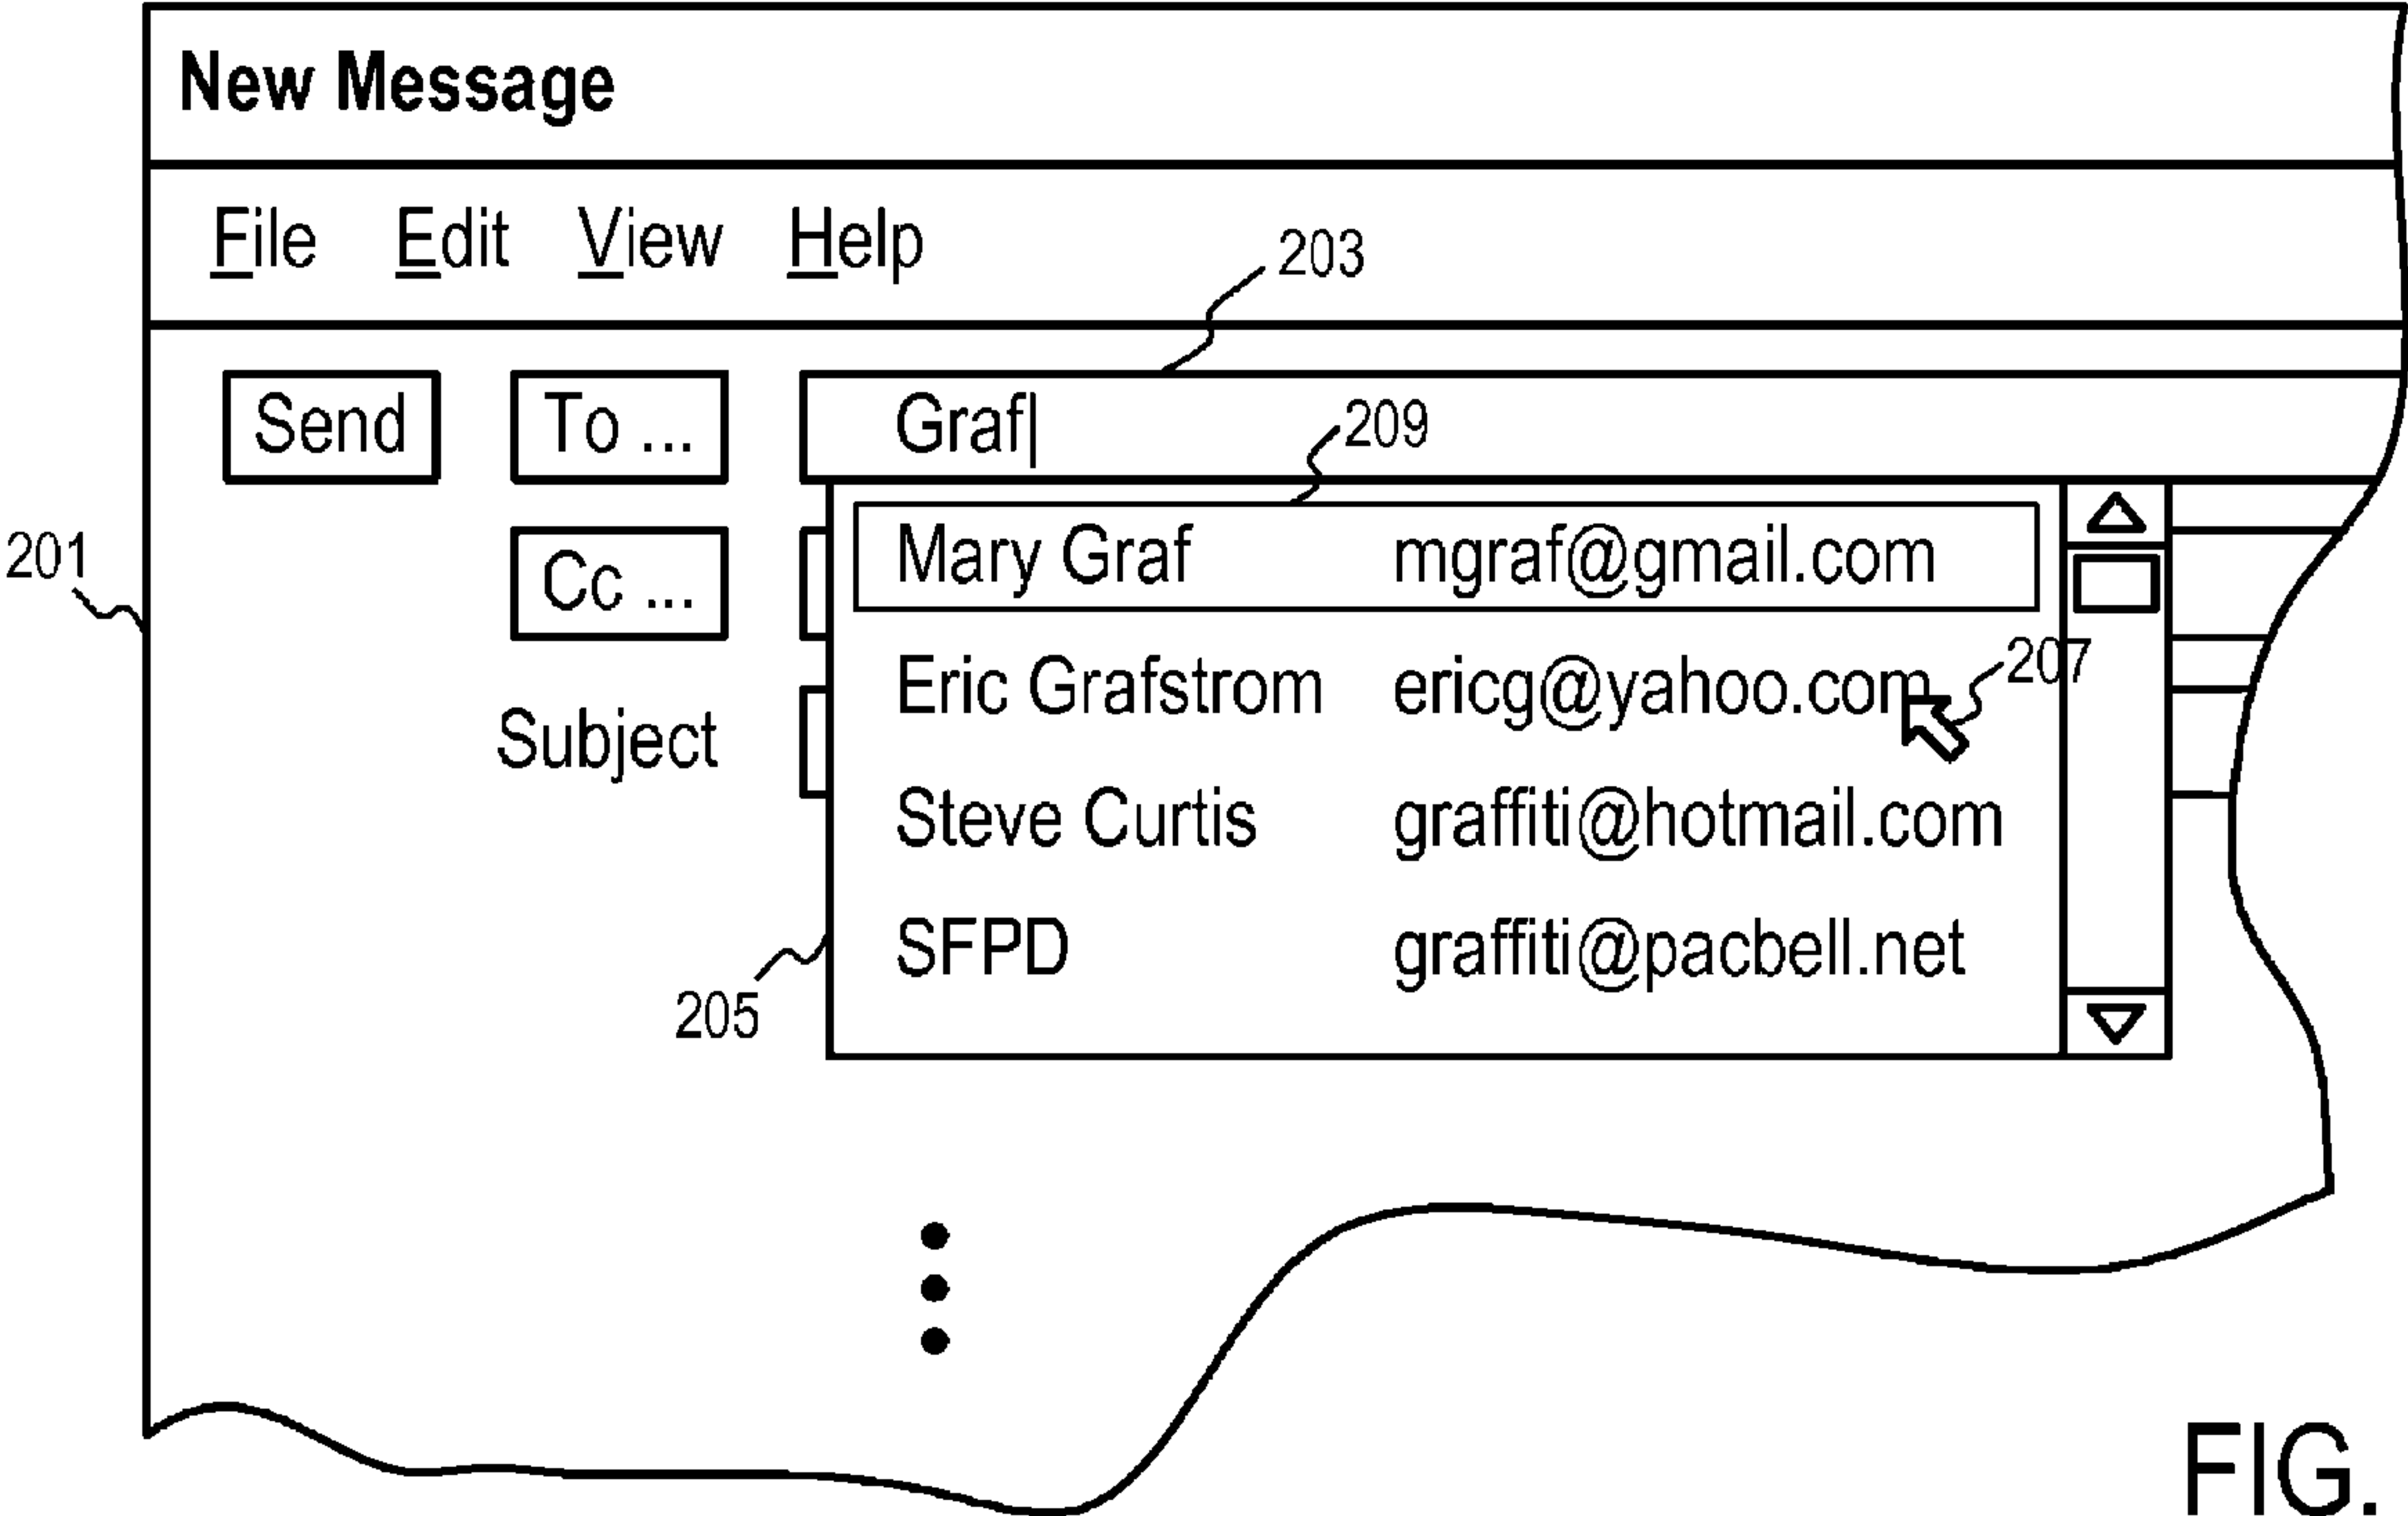 New Message
File Edit View Help
203
Send To ... Graf
209
201
Cc ... Mary Graf mgraf@gmail.com
Eric Grafstrom ericg@yahoo.com
207
Subject
Steve Curtis graffiti@hotmail.com
SFPD graffiti@pacbell.net
205
FIG.